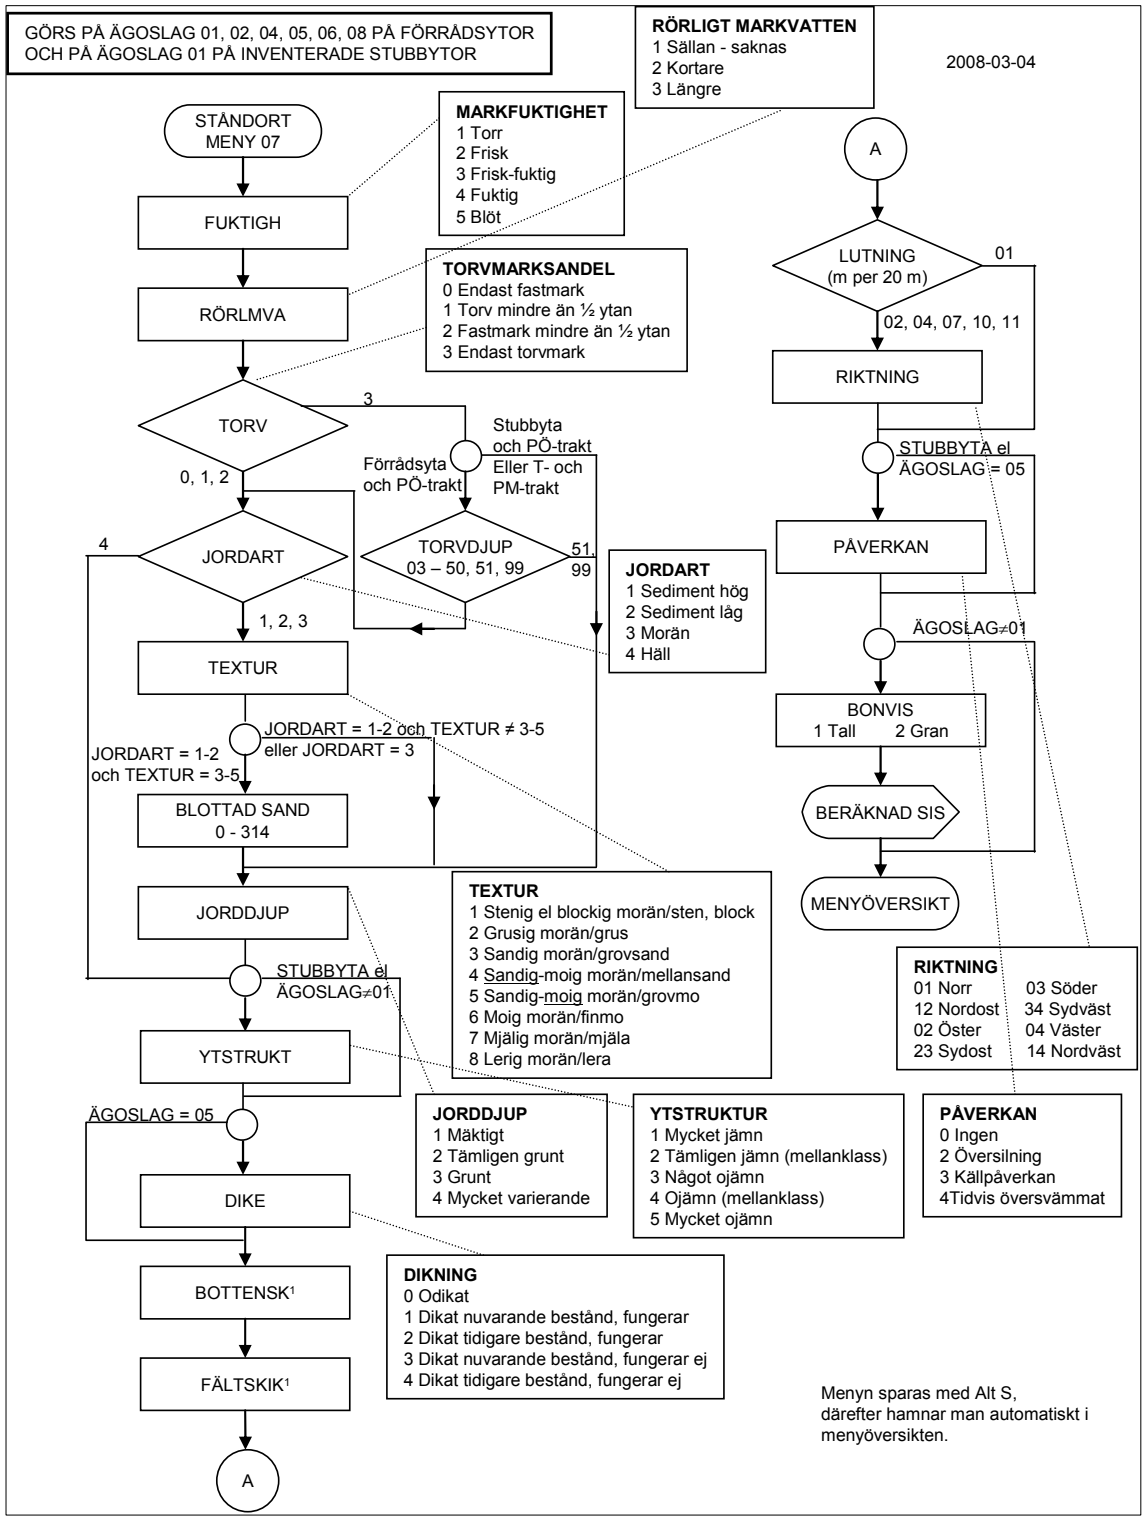 GÖRS PÅ ÄGOSLAG 01, 02, 04, 05, 06, 08 PÅ FÖRRÅDSYTOR
OCH PÅ ÄGOSLAG 01 PÅ INVENTERADE STUBBYTOR
RÖRLIGT MARKVATTEN
1 Sällan - saknas
2 Kortare
3 Längre
2008-03-04
STÅNDORT
MENY 07
MARKFUKTIGHET
1 Torr
2 Frisk
3 Frisk-fuktig
4 Fuktig
5 Blöt
FUKTIGH
RÖRLMVA
TORVMARKSANDEL
0 Endast fastmark
1 Torv mindre än ½ ytan
2 Fastmark mindre än ½ ytan
3 Endast torvmark
TORV
3
0, 1, 2
Stubbyta
och PÖ-trakt
Eller T- och
PM-trakt
Förrådsyta
och PÖ-trakt
TORVDJUP
03 – 50, 51, 99
51,
99
JORDART
4
1, 2, 3
JORDART
1 Sediment hög
2 Sediment låg
3 Morän
4 Häll
TEXTUR
JORDART = 1-2 och TEXTUR ≠ 3-5
eller JORDART = 3
JORDART = 1-2
och TEXTUR = 3-5
BLOTTAD SAND
0 - 314
JORDDJUP
TEXTUR
1 Stenig el blockig morän/sten, block
2 Grusig morän/grus
3 Sandig morän/grovsand
4 Sandig-moig morän/mellansand
5 Sandig-moig morän/grovmo
6 Moig morän/finmo
7 Mjälig morän/mjäla
8 Lerig morän/lera
STUBBYTA el
ÄGOSLAG≠01
YTSTRUKT
ÄGOSLAG = 05
JORDDJUP
1 Mäktigt
2 Tämligen grunt
3 Grunt
4 Mycket varierande
YTSTRUKTUR
1 Mycket jämn
2 Tämligen jämn (mellanklass)
3 Något ojämn
4 Ojämn (mellanklass)
5 Mycket ojämn
DIKE
DIKNING
0 Odikat
1 Dikat nuvarande bestånd, fungerar
2 Dikat tidigare bestånd, fungerar
3 Dikat nuvarande bestånd, fungerar ej
4 Dikat tidigare bestånd, fungerar ej
BOTTENSK¹
FÄLTSKIK¹
A
A
LUTNING
(m per 20 m)
01
02, 04, 07, 10, 11
RIKTNING
STUBBYTA el
ÄGOSLAG = 05
PÅVERKAN
ÄGOSLAG≠01
BONVIS
1 Tall 2 Gran
BERÄKNAD SIS
MENYÖVERSIKT
RIKTNING
01 Norr 03 Söder
12 Nordost 34 Sydväst
02 Öster 04 Väster
23 Sydost 14 Nordväst
PÅVERKAN
0 Ingen
2 Översilning
3 Källpåverkan
4Tidvis översvämmat
Menyn sparas med Alt S,
därefter hamnar man automatiskt i
menyöversikten.